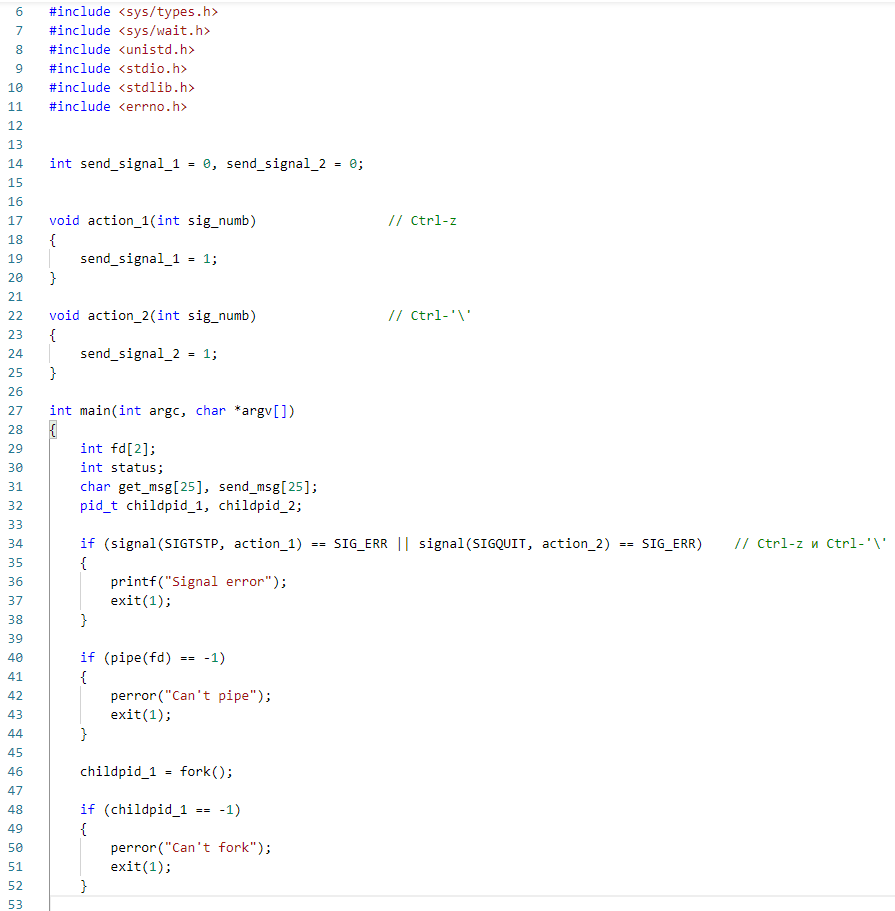 6 #include <sys/types.h>
7 #include <sys/wait.h>
8 #include <unistd.h>
9 #include <stdio.h>
10 #include <stdlib.h>
11 #include <errno.h>
12
13
14 int send_signal_1 = 0, send_signal_2 = 0;
15
16
17 void action_1(int sig_numb) // Ctrl-z
18 {
19 send_signal_1 = 1;
20 }
21
22 void action_2(int sig_numb) // Ctrl-'\'
23 {
24 send_signal_2 = 1;
25 }
26
27 int main(int argc, char *argv[])
28 {
29 int fd[2];
30 int status;
31 char get_msg[25], send_msg[25];
32 pid_t childpid_1, childpid_2;
33
34 if (signal(SIGTSTP, action_1) == SIG_ERR || signal(SIGQUIT, action_2) == SIG_ERR) // Ctrl-z и Ctrl-'\'
35 {
36 printf("Signal error");
37 exit(1);
38 }
39
40 if (pipe(fd) == -1)
41 {
42 perror("Can't pipe");
43 exit(1);
44 }
45
46 childpid_1 = fork();
47
48 if (childpid_1 == -1)
49 {
50 perror("Can't fork");
51 exit(1);
52 }
53